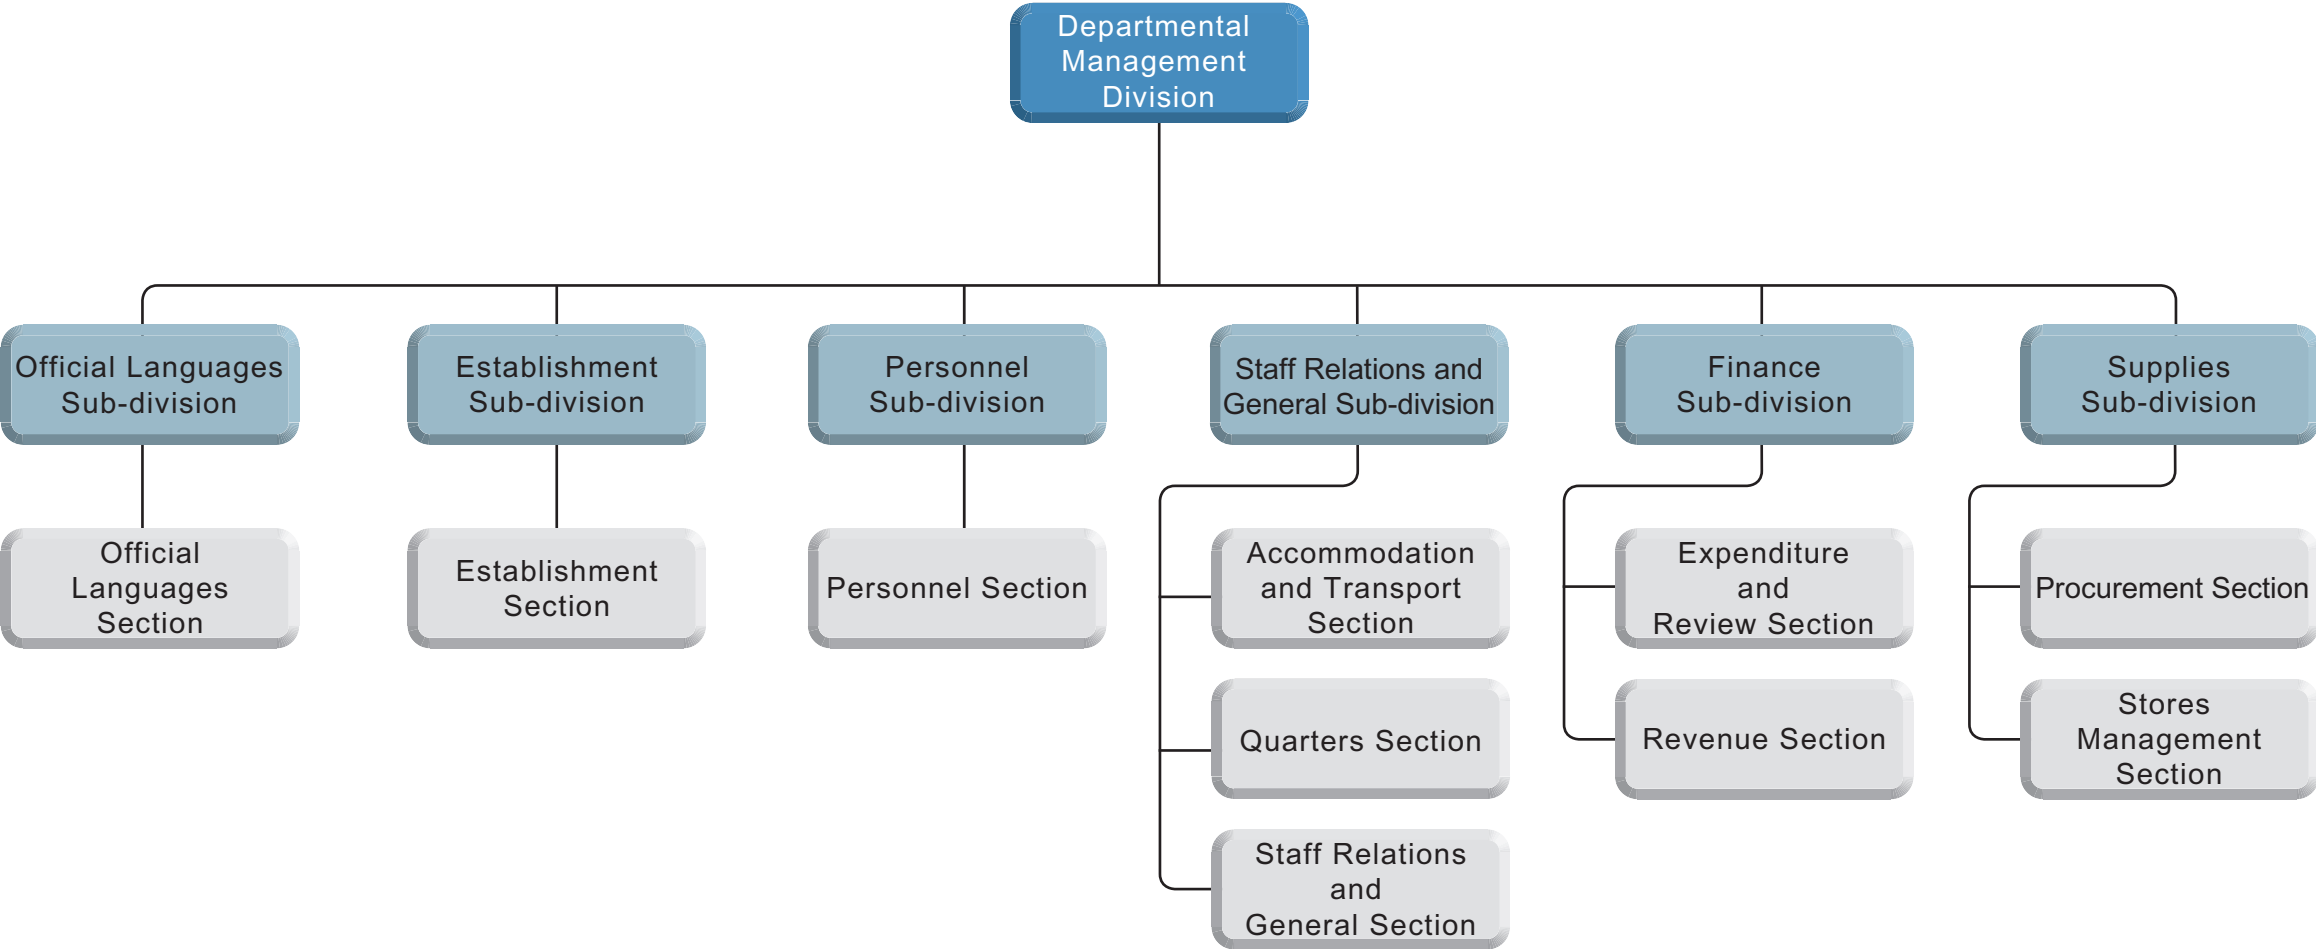 Departmental
Management
Division
Official Languages
Sub-division
Establishment
Sub-division
Personnel
Sub-division
Staff Relations and
General Sub-division
Finance
Sub-division
Supplies
Sub-division
Official
Languages
Section
Establishment
Section
Personnel Section
Accommodation
and Transport
Section
Expenditure
and
Review Section
Procurement Section
Quarters Section
Revenue Section
Stores
Management
Section
Staff Relations
and
General Section